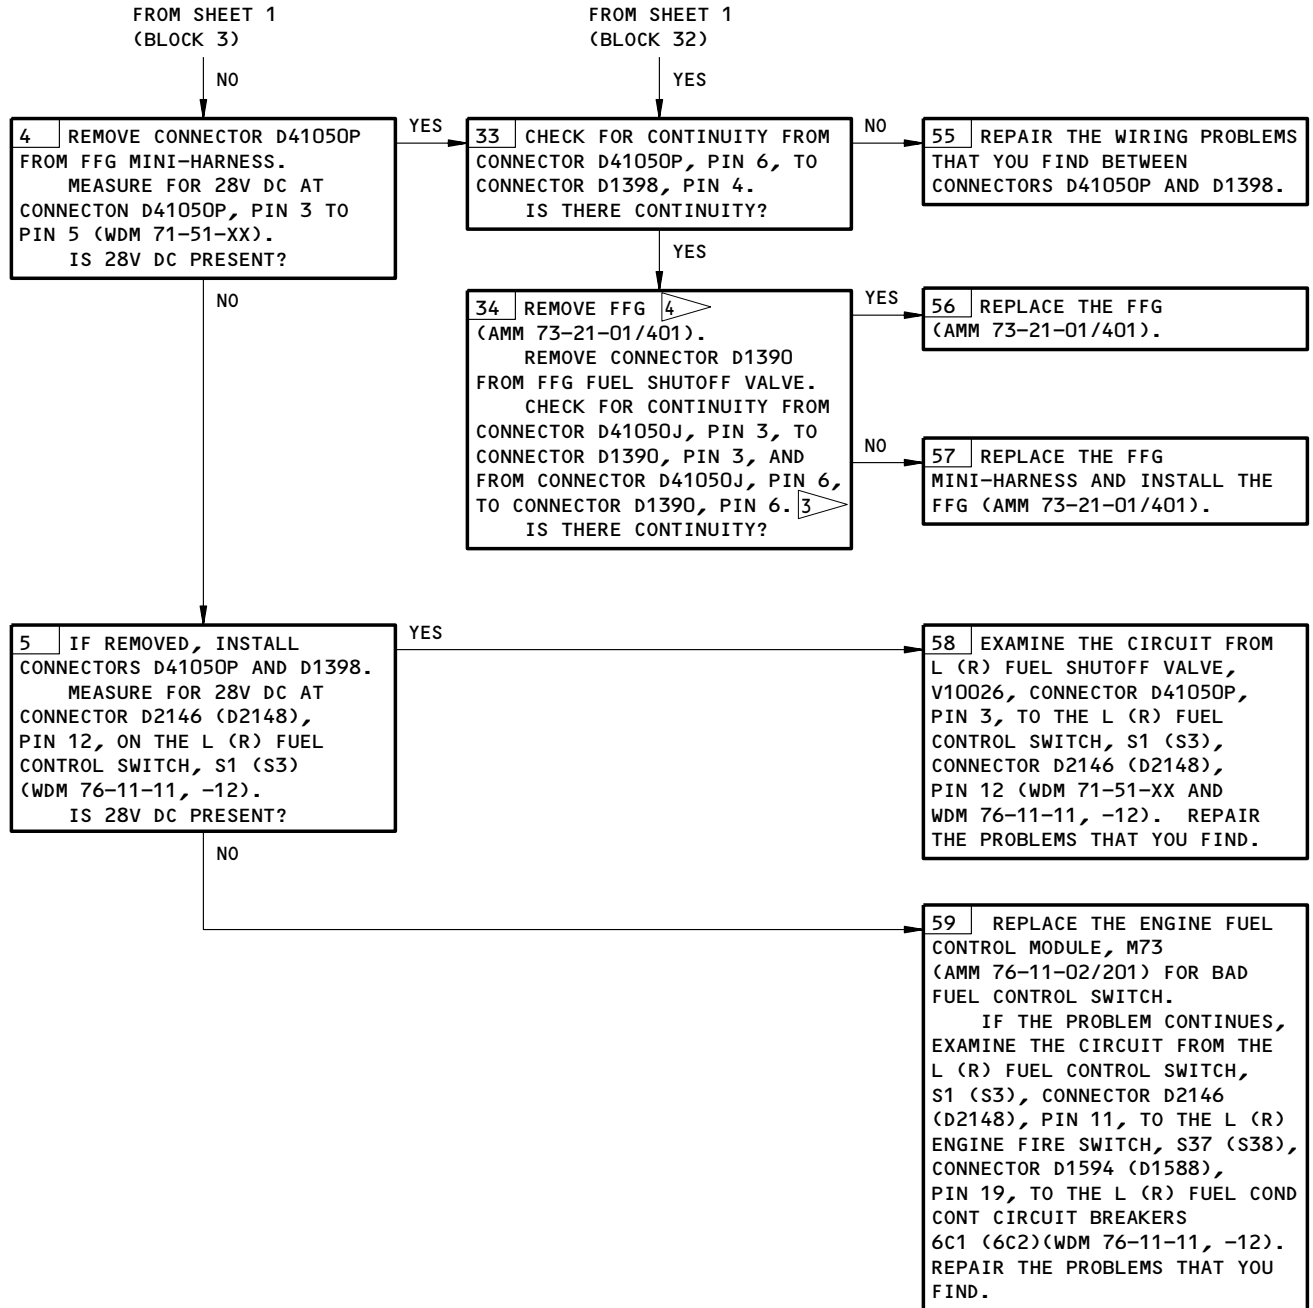 FROM SHEET 1
(BLOCK 3)
NO
FROM SHEET 1
(BLOCK 32)
YES
4 REMOVE CONNECTOR D41050P
FROM FFG MINI-HARNESS.
MEASURE FOR 28V DC AT
CONNECTON D41050P, PIN 3 TO
PIN 5 (WDM 71-51-XX).
IS 28V DC PRESENT?
YES
NO
33 CHECK FOR CONTINUITY FROM
CONNECTOR D41050P, PIN 6, TO
CONNECTOR D1398, PIN 4.
IS THERE CONTINUITY?
NO
YES
55 REPAIR THE WIRING PROBLEMS
THAT YOU FIND BETWEEN
CONNECTORS D41050P AND D1398.
34 REMOVE FFG 4
(AMM 73-21-01/401).
REMOVE CONNECTOR D1390
FROM FFG FUEL SHUTOFF VALVE.
CHECK FOR CONTINUITY FROM
CONNECTOR D41050J, PIN 3, TO
CONNECTOR D1390, PIN 3, AND
FROM CONNECTOR D41050J, PIN 6,
TO CONNECTOR D1390, PIN 6. 3
IS THERE CONTINUITY?
YES
56 REPLACE THE FFG
(AMM 73-21-01/401).
NO
57 REPLACE THE FFG
MINI-HARNESS AND INSTALL THE
FFG (AMM 73-21-01/401).
5 IF REMOVED, INSTALL
CONNECTORS D41050P AND D1398.
MEASURE FOR 28V DC AT
CONNECTOR D2146 (D2148),
PIN 12, ON THE L (R) FUEL
CONTROL SWITCH, S1 (S3)
(WDM 76-11-11, -12).
IS 28V DC PRESENT?
YES
NO
58 EXAMINE THE CIRCUIT FROM
L (R) FUEL SHUTOFF VALVE,
V10026, CONNECTOR D41050P,
PIN 3, TO THE L (R) FUEL
CONTROL SWITCH, S1 (S3),
CONNECTOR D2146 (D2148),
PIN 12 (WDM 71-51-XX AND
WDM 76-11-11, -12). REPAIR
THE PROBLEMS THAT YOU FIND.
59 REPLACE THE ENGINE FUEL
CONTROL MODULE, M73
(AMM 76-11-02/201) FOR BAD
FUEL CONTROL SWITCH.
IF THE PROBLEM CONTINUES,
EXAMINE THE CIRCUIT FROM THE
L (R) FUEL CONTROL SWITCH,
S1 (S3), CONNECTOR D2146
(D2148), PIN 11, TO THE L (R)
ENGINE FIRE SWITCH, S37 (S38),
CONNECTOR D1594 (D1588),
PIN 19, TO THE L (R) FUEL COND
CONT CIRCUIT BREAKERS
6C1 (6C2)(WDM 76-11-11, -12).
REPAIR THE PROBLEMS THAT YOU
FIND.